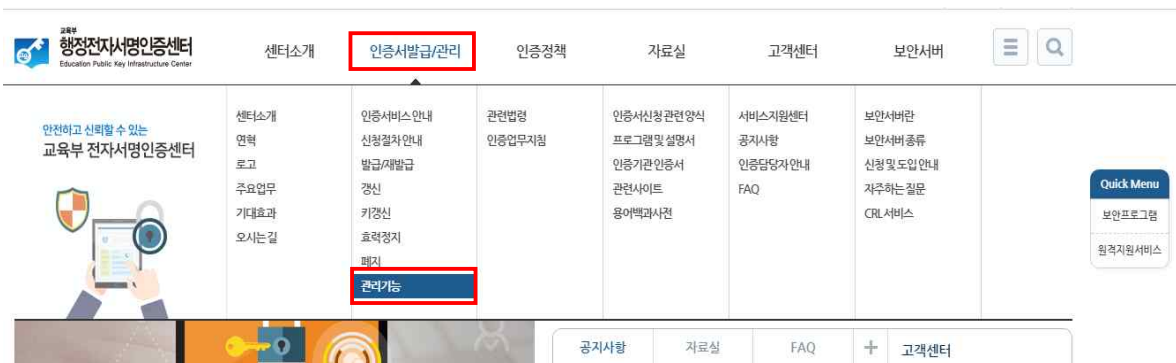 교육부
행정전자서명인증센터
Education Public Key Infrastructure Center
센터소개
인증서발급/관리
인증정책
자료실
고객센터
보안서버
안전하고 신뢰할 수 있는
교육부 전자서명인증센터
센터소개
연혁
로고
주요업무
기대효과
오시는길
인증서비스안내
신청절차안내
발급/재발급
갱신
키갱신
효력정지
폐지
관리기능
관련법령
인증업무지침
인증서신청관련양식
프로그램및설명서
인증기관인증서
관련사이트
용어백과사전
서비스지원센터
공지사항
인증담당자안내
FAQ
보안서버란
보안서버종류
신청및도입안내
자주하는질문
CRL서비스
Quick Menu
보안프로그램
원격지원서비스
공지사항
자료실
FAQ
고객센터